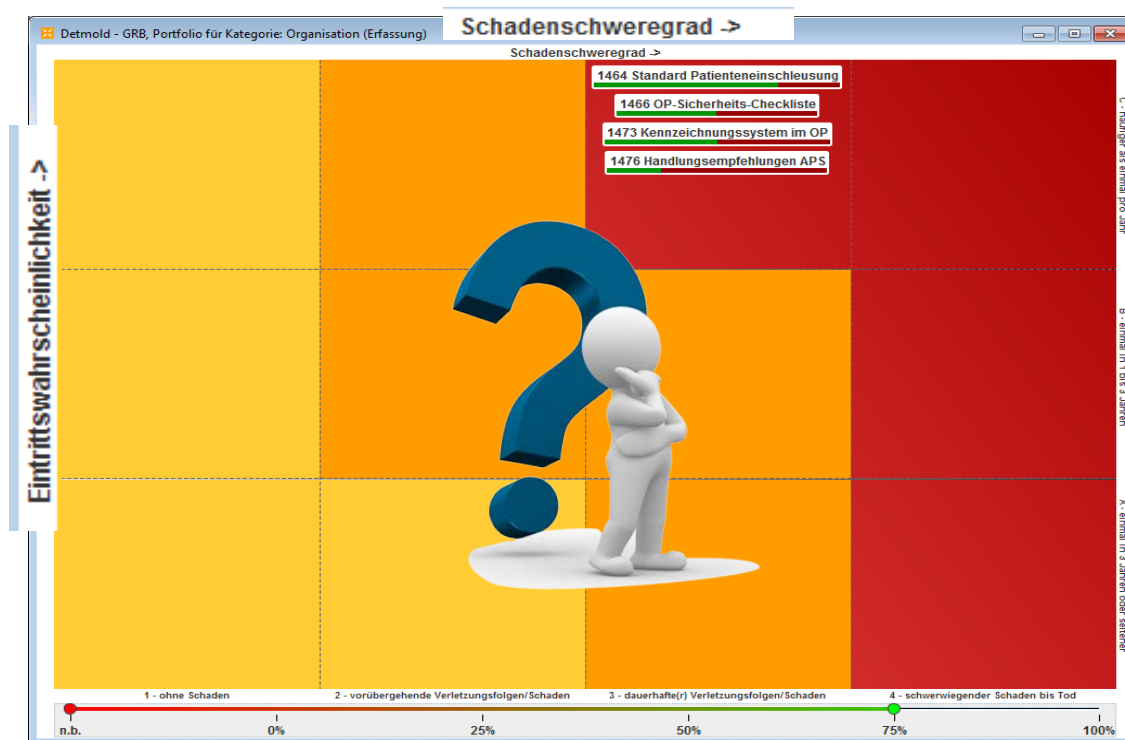 Schadenschweregrad ->
Detmold - GRB, Portfolio für Kategorie: Organisation (Erfassung)
Schadenschweregrad ->
1464 Standard Patienteneinschleusung
1466 OP-Sicherheits-Checkliste
1473 Kennzeichnungssystem im OP
1476 Handlungsempfehlungen APS
Eintrittswahrscheinlichkeit ->
C - häufiger als einmal pro Jahr
B - einmal in 1 bis 3 Jahren
A - einmal in 3 Jahren oder seltener
1 - ohne Schaden
2 - vorübergehende Verletzungsfolgen/Schaden
3 - dauerhafte(r) Verletzungsfolgen/Schaden
4 - schwerwiegender Schaden bis Tod
n.b.
0%
25%
50%
75%
100%